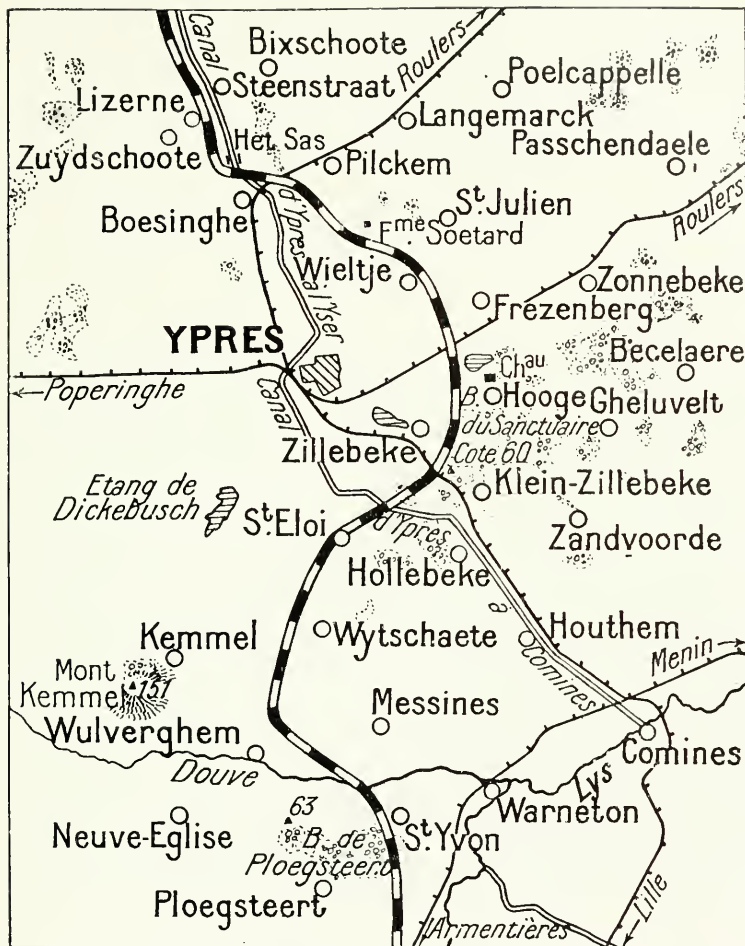 Canal
Bixschoote
Roulers
Steenstraat
Poelcappelle
Lizerne
Langemarck
Het Sas
Passchendaele
Zuydschoote
Pilckem
Boesinghe
d'Ypres à l'Yser
St. Julien
Fme Soetard
Roulers
Wieltje
Zonnebeke
Frezenberg
YPRES
Becelaere
Chau
Poperinghe
Canal
B.
Hooge
Gheluvelt
du Sanctuaire
Zillebeke
Cote 60
Etang de
Dickebusch
Klein-Zillebeke
St. Eloi
d'Ypres
Zandvoorde
Hollebeke
à
Kemmel
Wytschaete
Houthem
Menin
Mont
Kemmel
151
Comines
Messines
Wulverghem
Comines
Douve
Lys
Warneton
63
Neuve-Eglise
B. de
Ploegsteert
St. Yvon
Ploegsteert
Armentières
Lille